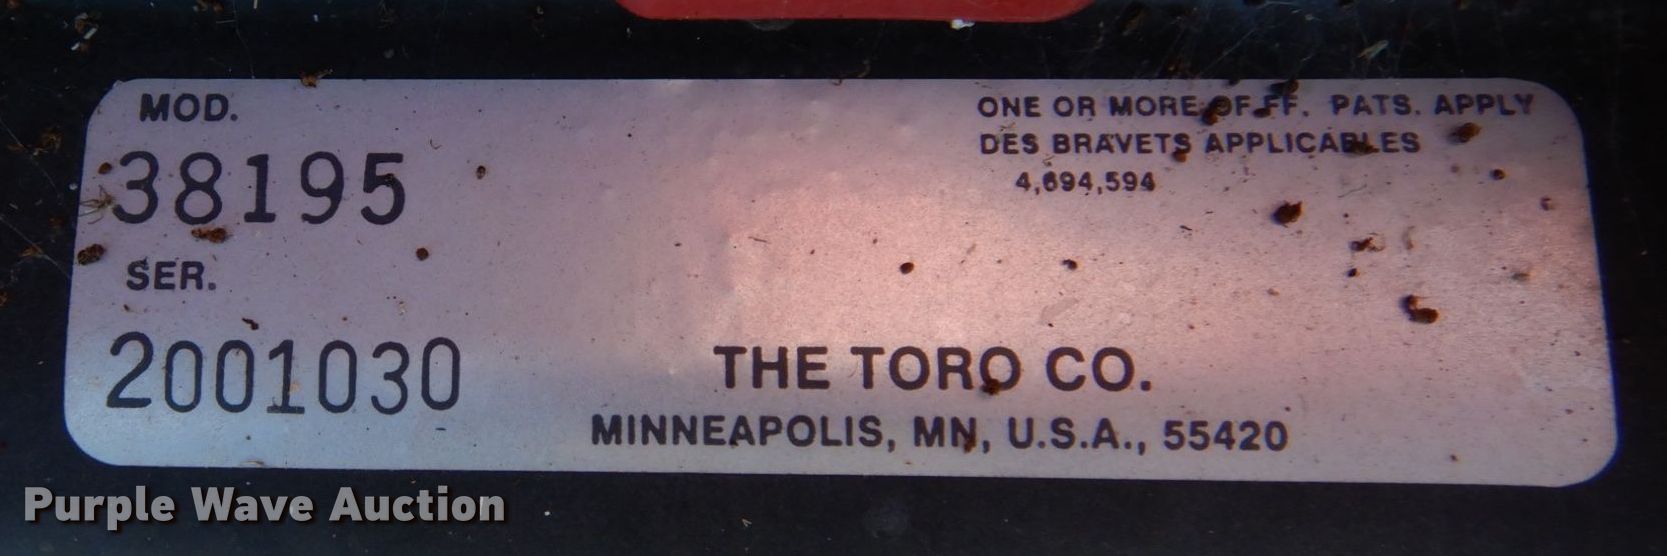 MOD.
38195
SER.
2001030
ONE OR MORE OF FF. PATS. APPLY
DES BRAVETS APPLICABLES
4,694,594
THE TORO CO.
MINNEAPOLIS, MN, U.S.A., 55420
Purple Wave Auction